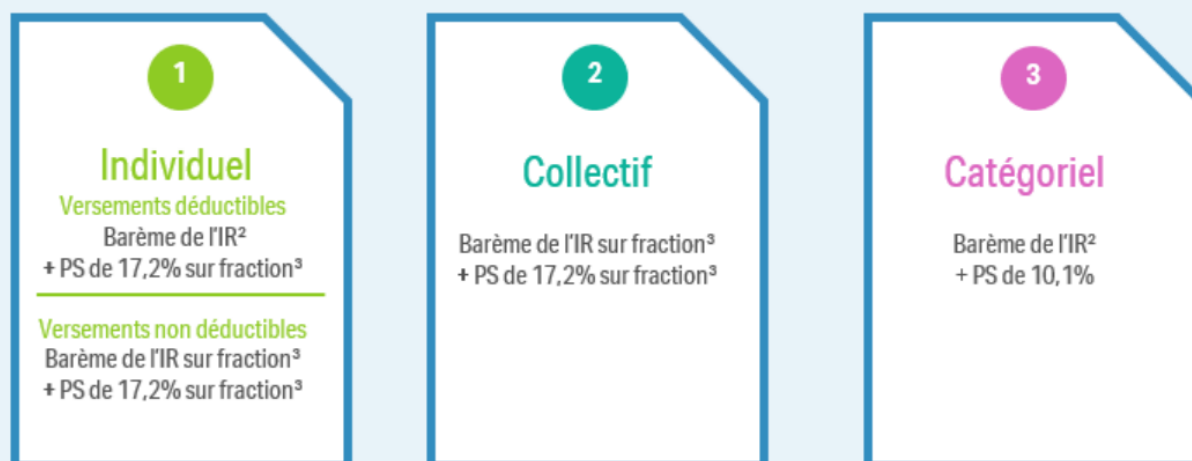 1
Individuel
Versements déductibles
Barème de l'IR²
+ PS de 17,2% sur fraction³
Versements non déductibles
Barème de l'IR sur fraction³
+ PS de 17,2% sur fraction³
2
Collectif
Barème de l'IR sur fraction³
+ PS de 17,2% sur fraction³
3
Catégoriel
Barème de l'IR²
+ PS de 10,1%